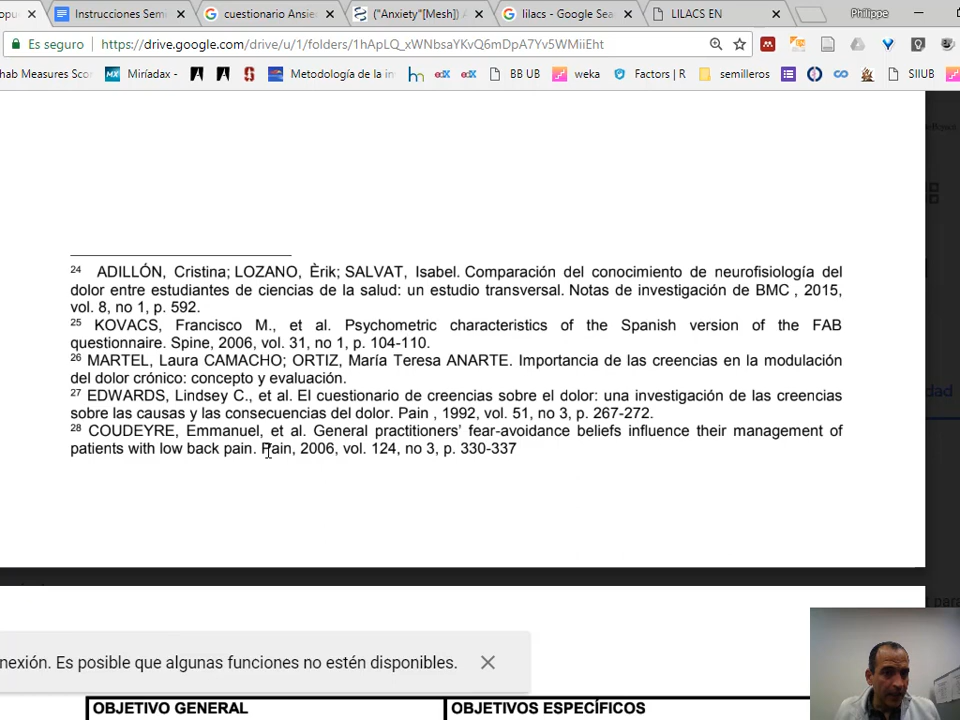 Instrucciones Semi
cuestionario Ansie
("Anxiety"[Mesh]) A
lilacs - Google Sea
LILACS EN
Philippe
Es seguro
https://drive.google.com/drive/u/1/folders/1hApLQ_xWNbsaYKvQ6mDpA7Yv5WMiiEht
hab Measures Sco
Miríadax -
Metodología de la in
edX
edX
BB UB
weka
Factors | R
semilleros
SIIUB
24 ADILLÓN, Cristina; LOZANO, Èrik; SALVAT, Isabel. Comparación del conocimiento de neurofisiología del
dolor entre estudiantes de ciencias de la salud: un estudio transversal. Notas de investigación de BMC , 2015,
vol. 8, no 1, p. 592.
25 KOVACS, Francisco M., et al. Psychometric characteristics of the Spanish version of the FAB
questionnaire. Spine, 2006, vol. 31, no 1, p. 104-110.
26 MARTEL, Laura CAMACHO; ORTIZ, María Teresa ANARTE. Importancia de las creencias en la modulación
del dolor crónico: concepto y evaluación.
27 EDWARDS, Lindsey C., et al. El cuestionario de creencias sobre el dolor: una investigación de las creencias
sobre las causas y las consecuencias del dolor. Pain , 1992, vol. 51, no 3, p. 267-272.
28 COUDEYRE, Emmanuel, et al. General practitioners' fear-avoidance beliefs influence their management of
patients with low back pain. Pain, 2006, vol. 124, no 3, p. 330-337
dad
nexión. Es posible que algunas funciones no estén disponibles.
OBJETIVO GENERAL
OBJETIVOS ESPECÍFICOS